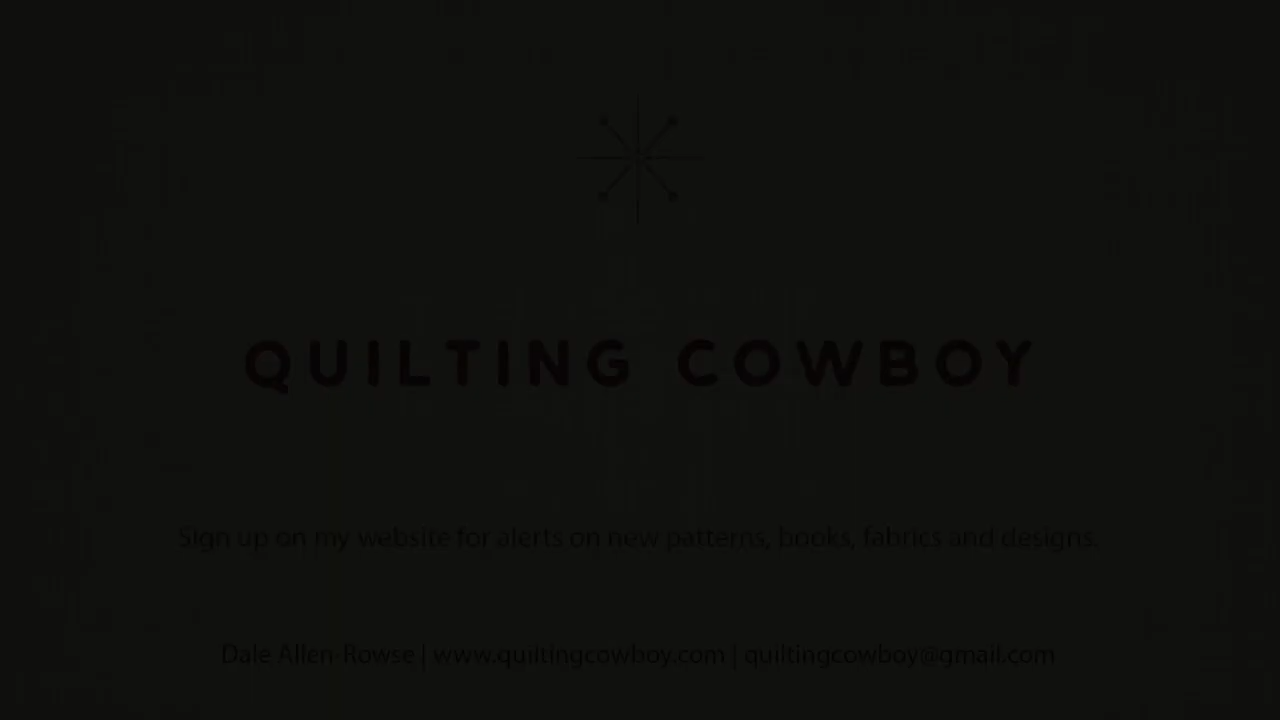 QUILTING COWBOY
Sign up on my website for alerts on new patterns, books, fabrics and designs.
Dale Allen-Rowse | www.quiltingcowboy.com | quiltingcowboy@gmail.com